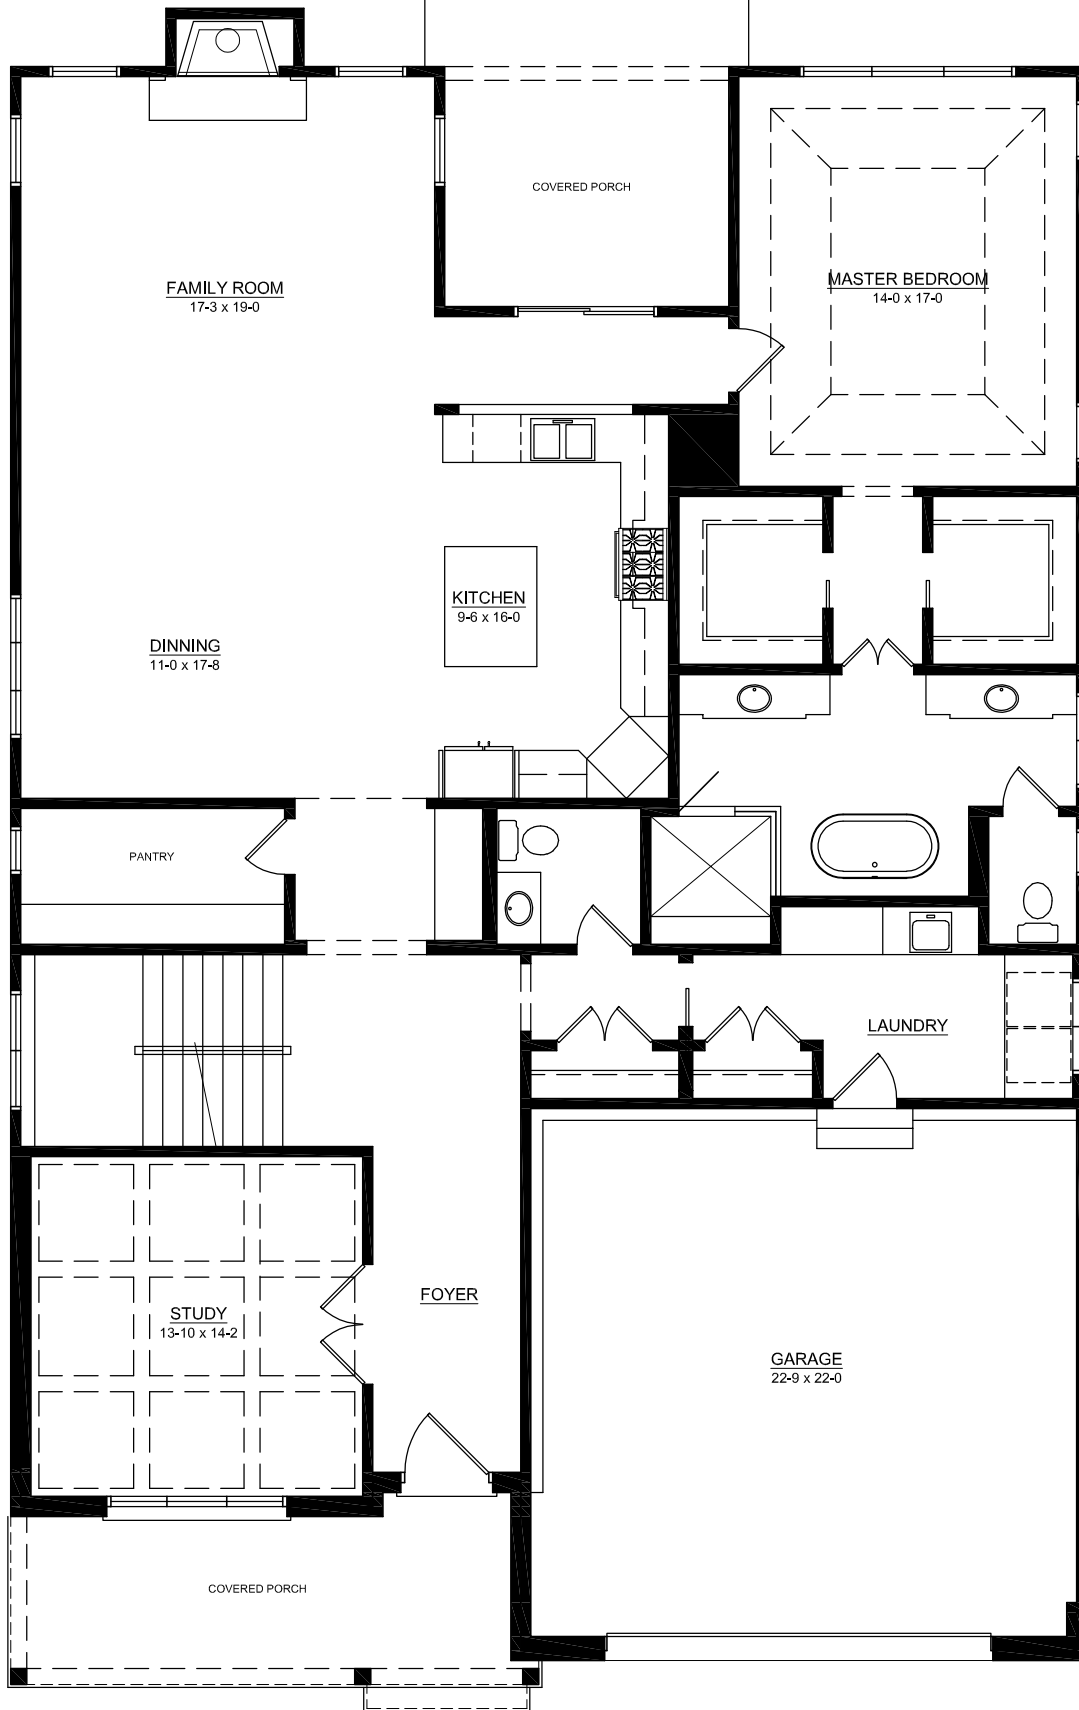 COVERED PORCH
FAMILY ROOM
17-3 x 19-0
MASTER BEDROOM
14-0 x 17-0
KITCHEN
9-6 x 16-0
DINNING
11-0 x 17-8
PANTRY
LAUNDRY
FOYER
STUDY
13-10 x 14-2
GARAGE
22-9 x 22-0
COVERED PORCH